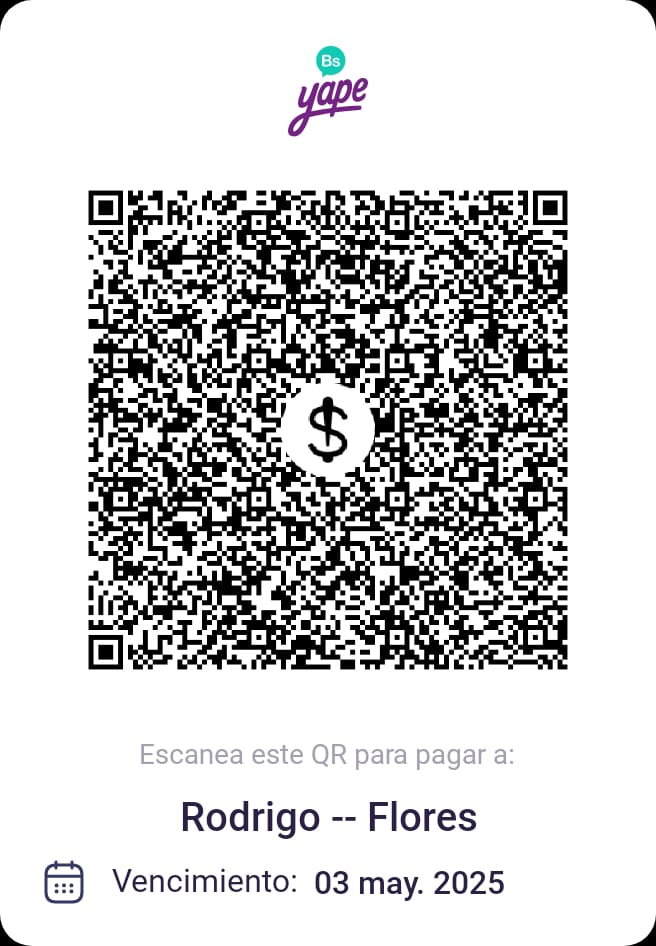 Bs
yape
$
Escanea este QR para pagar a:
Rodrigo -- Flores
Vencimiento: 03 may. 2025